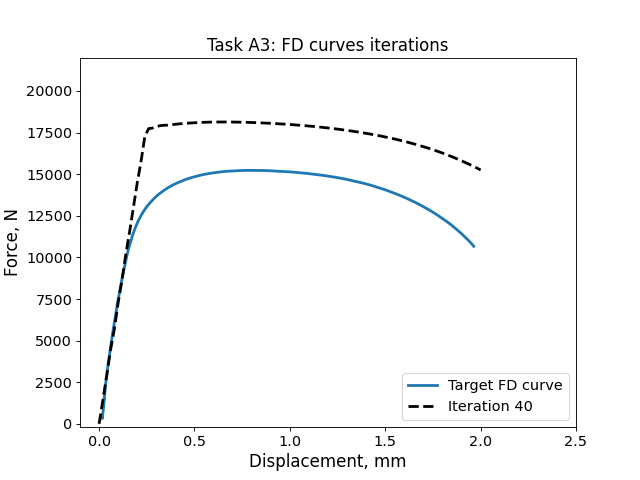 Task A3: FD curves iterations
Force, N
20000
17500
15000
12500
10000
7500
5000
2500
0
0.0 0.5 1.0 1.5 2.0 2.5
Displacement, mm
Target FD curve
Iteration 40